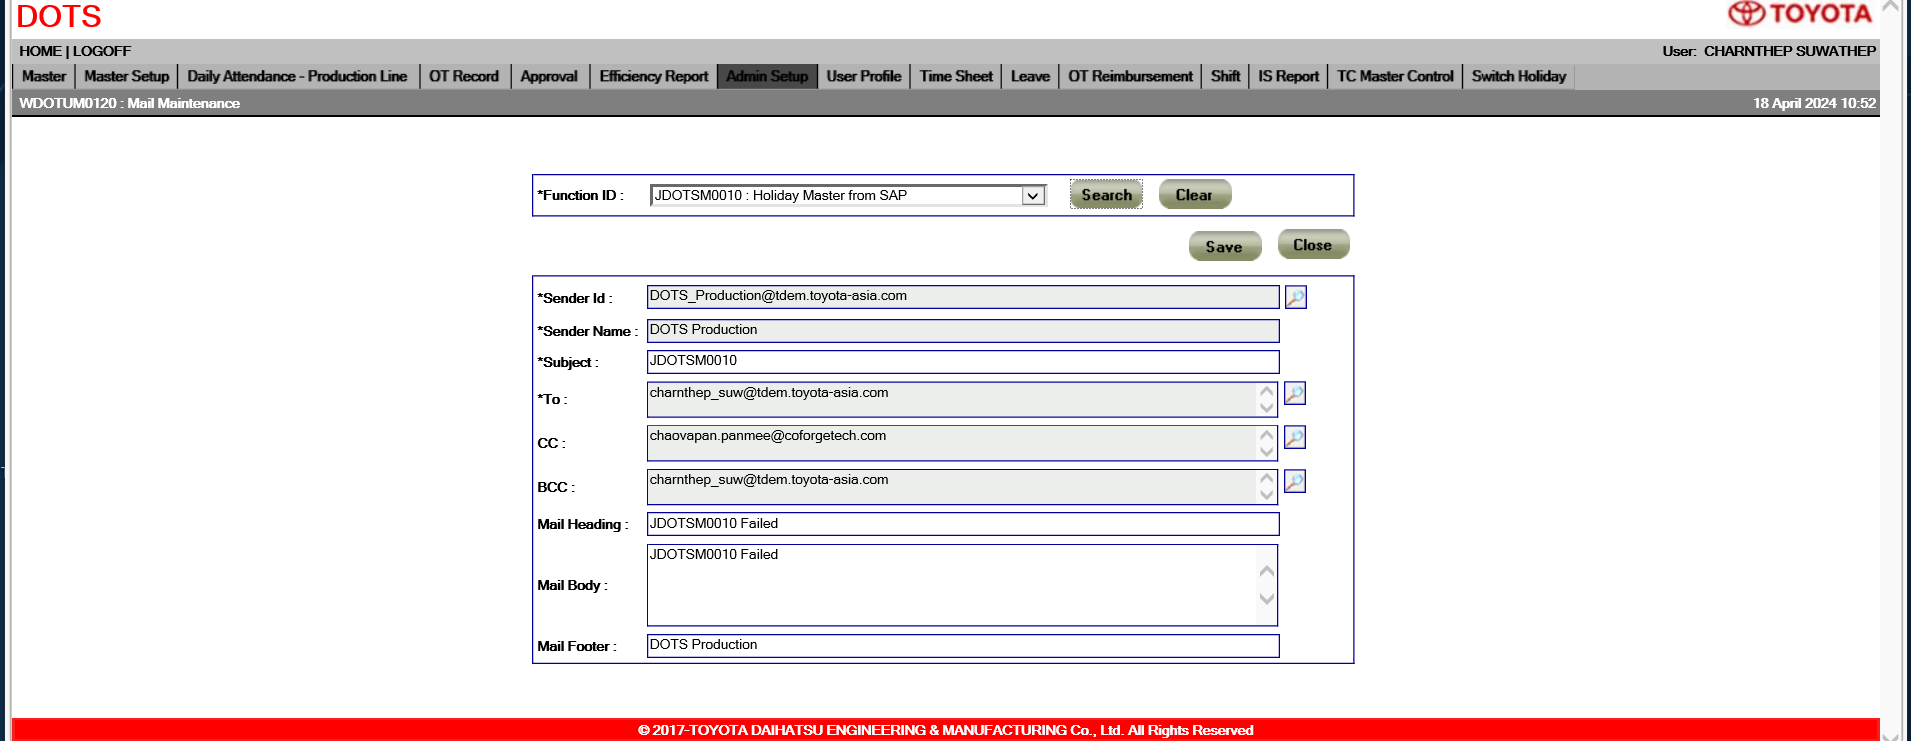 DOTS
TOYOTA
HOME | LOGOFF
User: CHARNTHEP SUWATHEP
Master Master Setup Daily Attendance - Production Line OT Record Approval Efficiency Report Admin Setup User Profile Time Sheet Leave OT Reimbursement Shift IS Report TC Master Control Switch Holiday
WDOTUM0120 : Mail Maintenance
18 April 2024 10:52
*Function ID : JDOTSM0010 : Holiday Master from SAP Search Clear
Save Close
*Sender Id : DOTS_Production@tdem.toyota-asia.com
*Sender Name : DOTS Production
*Subject : JDOTSM0010
*To : charnthep_suw@tdem.toyota-asia.com
CC : chaovapan.panmee@coforgetech.com
BCC : charnthep_suw@tdem.toyota-asia.com
Mail Heading : JDOTSM0010 Failed
Mail Body : JDOTSM0010 Failed
Mail Footer : DOTS Production
© 2017-TOYOTA DAIHATSU ENGINEERING & MANUFACTURING Co., Ltd. All Rights Reserved